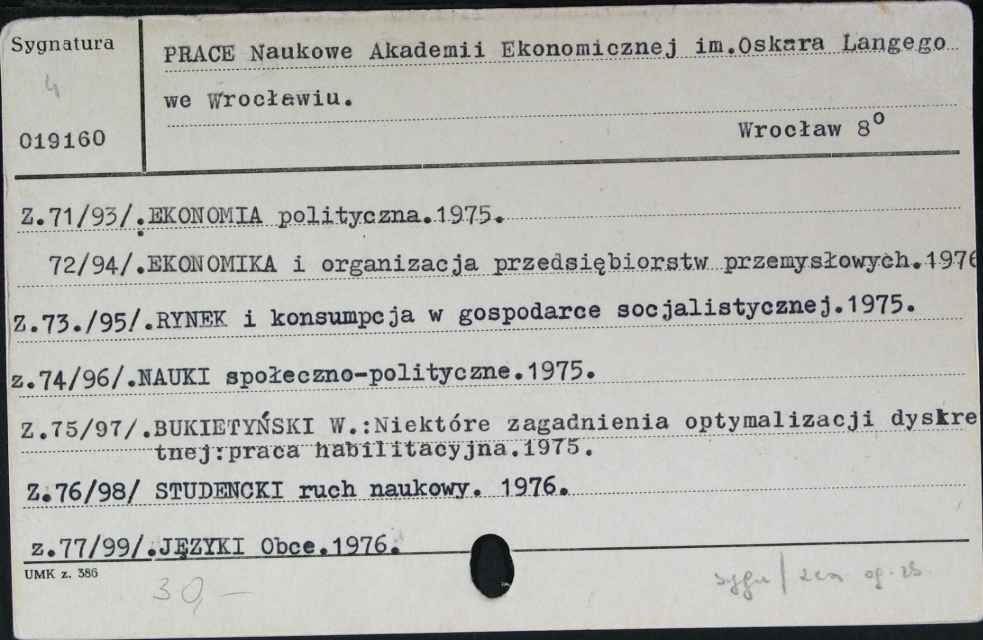 Sygnatura
4
019160
PRACE Naukowe Akademii Ekonomicznej im.Oskara Langego
we Wrocławiu.
Wrocław 8°
Z.71/93/.EKONOMIA polityczna.1975.
72/94/.EKONOMIKA i organizacja przedsiębiorstw przemysłowych.1976
Z.73./95/.RYNEK i konsumpcja w gospodarce socjalistycznej.1975.
z.74/96/.NAUKI społeczno-polityczne.1975.
Z.75/97/.BUKIETYŃSKI W.:Niektóre zagadnienia optymalizacji dyskre
tnej:praca habilitacyjna.1975.
Z.76/98/ STUDENCKI ruch naukowy. 1976.
z.77/99/.JĘZYKI Obce.1976.
UMK z. 386
30,—